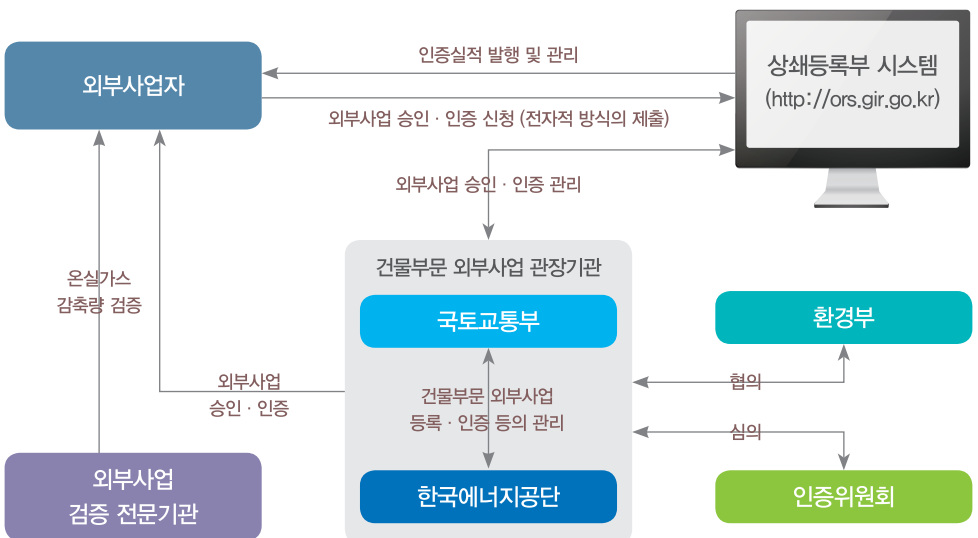 인증실적 발행 및 관리
외부사업자
상쇄등록부 시스템
(http://ors.gir.go.kr)
외부사업 승인 · 인증 신청 (전자적 방식의 제출)
외부사업 승인 · 인증 관리
건물부문 외부사업 관장기관
온실가스
감축량 검증
국토교통부
환경부
외부사업
승인 · 인증
건물부문 외부사업
등록 · 인증 등의 관리
협의
심의
외부사업
검증 전문기관
한국에너지공단
인증위원회